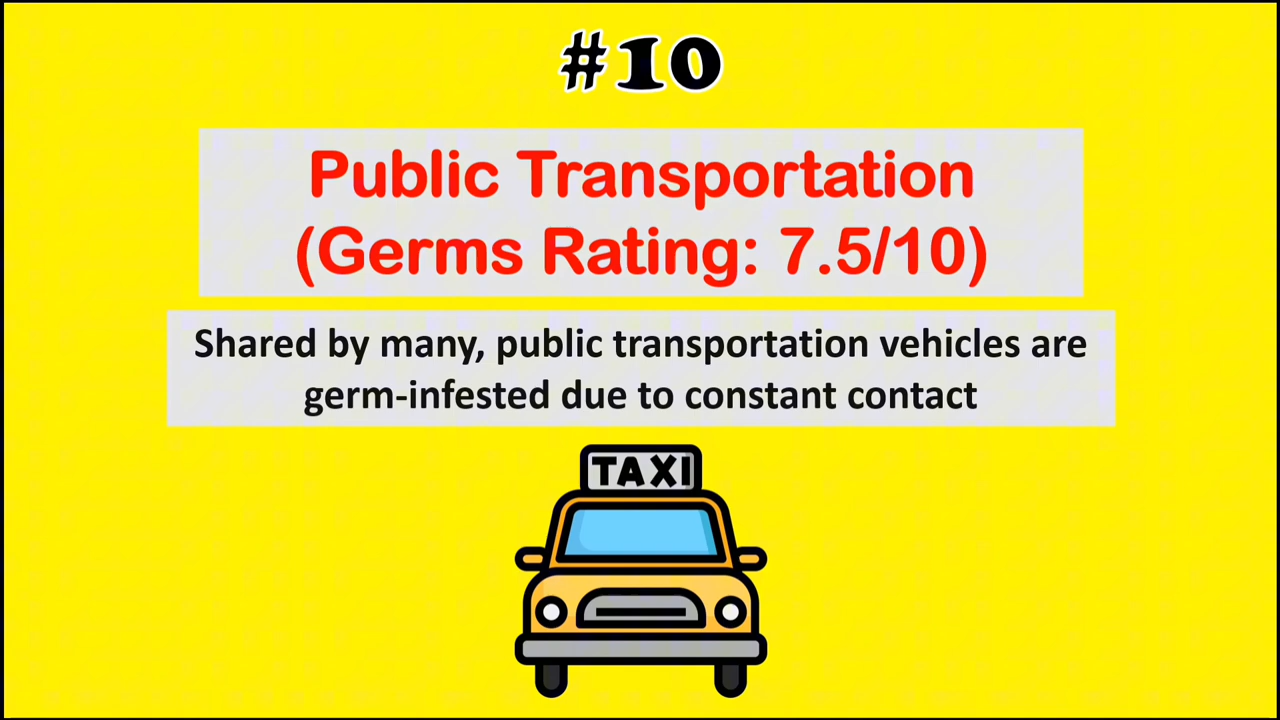 #10
Public Transportation
(Germs Rating: 7.5/10)
Shared by many, public transportation vehicles are
germ-infested due to constant contact
TAXI